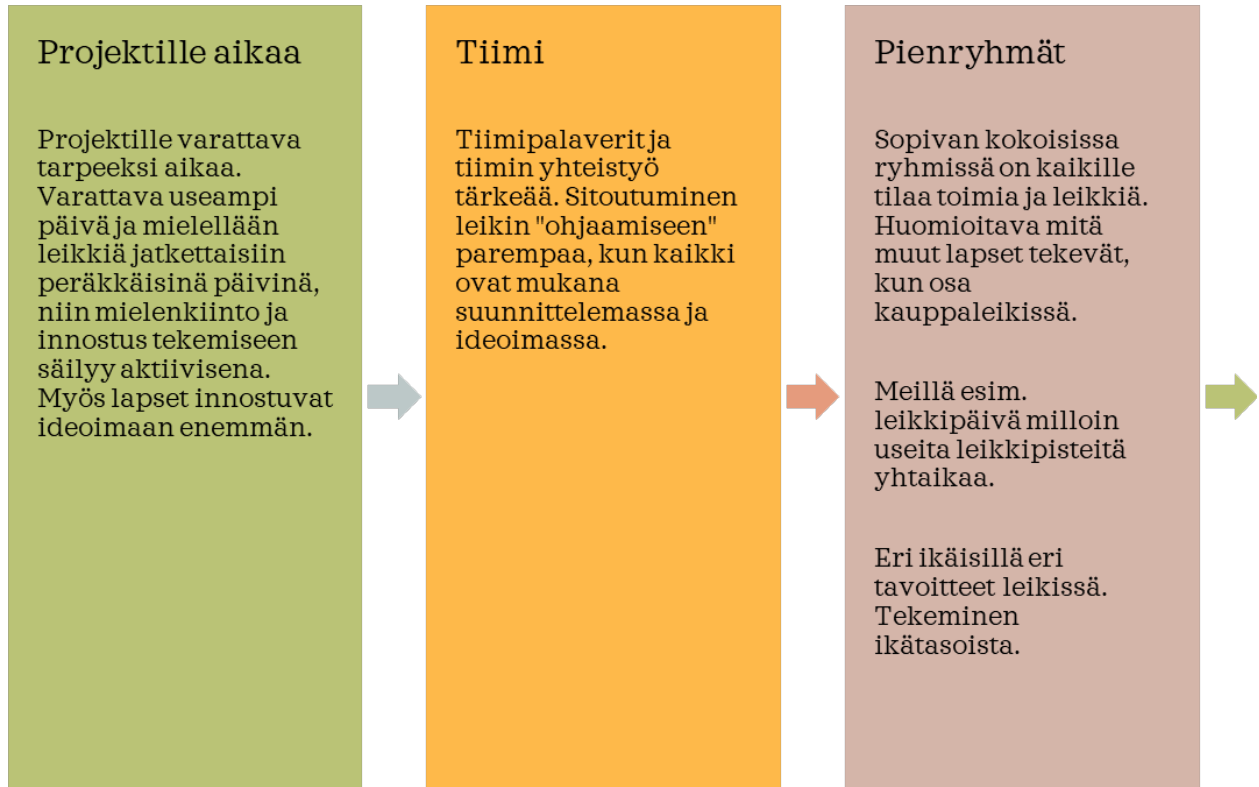 Projektille aikaa
Projektille varattava
tarpeeksi aikaa.
Varattava useampi
päivä ja mielellään
leikkiä jatkettaisiin
peräkkäisinä päivinä,
niin mielenkiinto ja
innostus tekemiseen
säilyy aktiivisena.
Myös lapset innostuvat
ideoimaan enemmän.
Tiimi
Tiimipalaverit ja
tiimin yhteistyö
tärkeää. Sitoutuminen
leikin "ohjaamiseen"
parempaa, kun kaikki
ovat mukana
suunnittelemassa ja
ideoimassa.
Pienryhmät
Sopivan kokoisissa
ryhmissä on kaikille
tilaa toimia ja leikkiä.
Huomioitava mitä
muut lapset tekevät,
kun osa
kauppaleikissä.
Meillä esim.
leikkipäivä milloin
useita leikkipisteitä
yhtaikaa.
Eri ikäisillä eri
tavoitteet leikissä.
Tekeminen
ikätasoista.